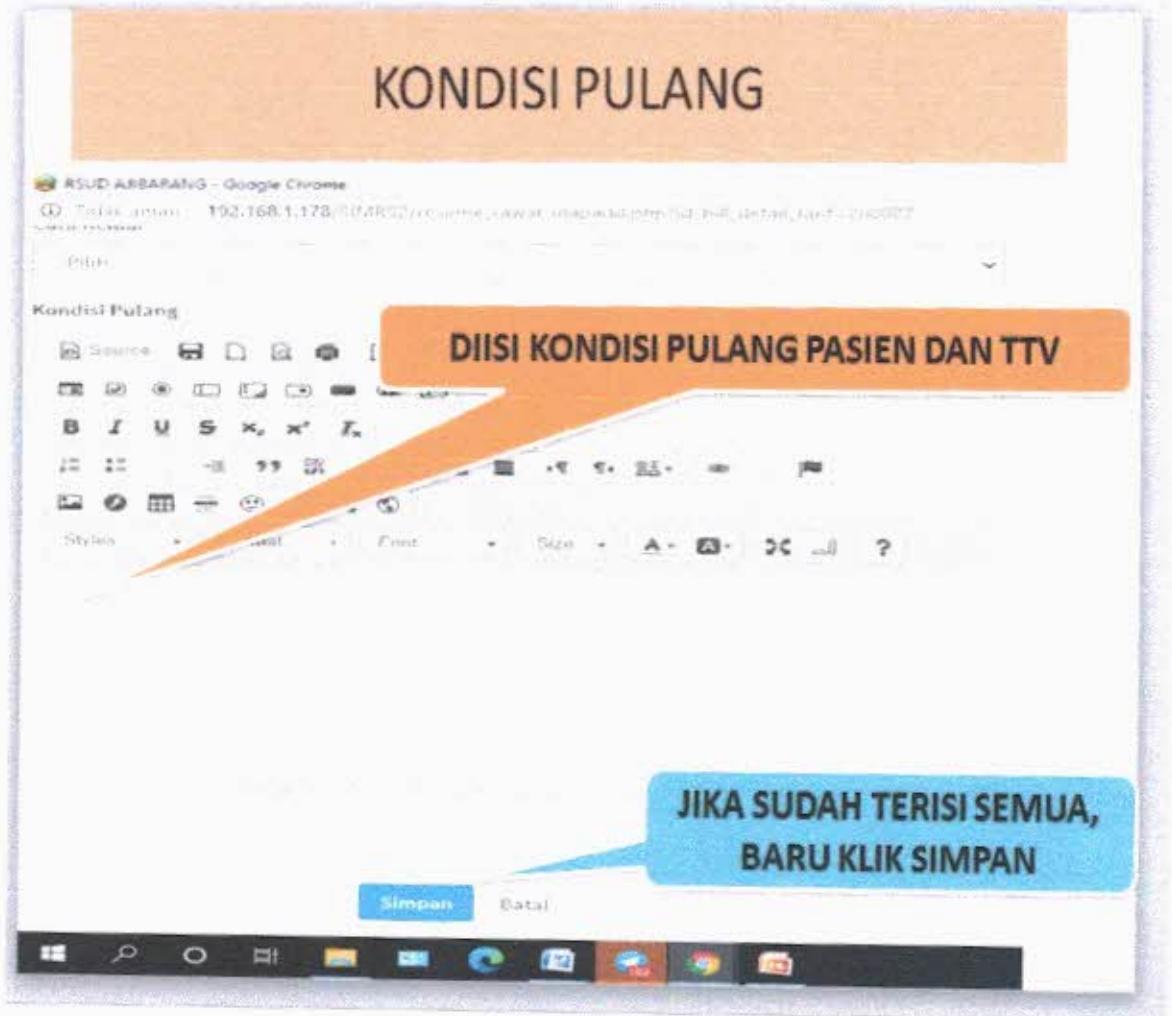 KONDISI PULANG
RSUD AJIBARANG - Google Chrome
192.168.1.178
Pilih
Kondisi Pulang
DIISI KONDISI PULANG PASIEN DAN TTV
Source
B I U S
Styles Font Size
JIKA SUDAH TERISI SEMUA,
BARU KLIK SIMPAN
Simpan Batal